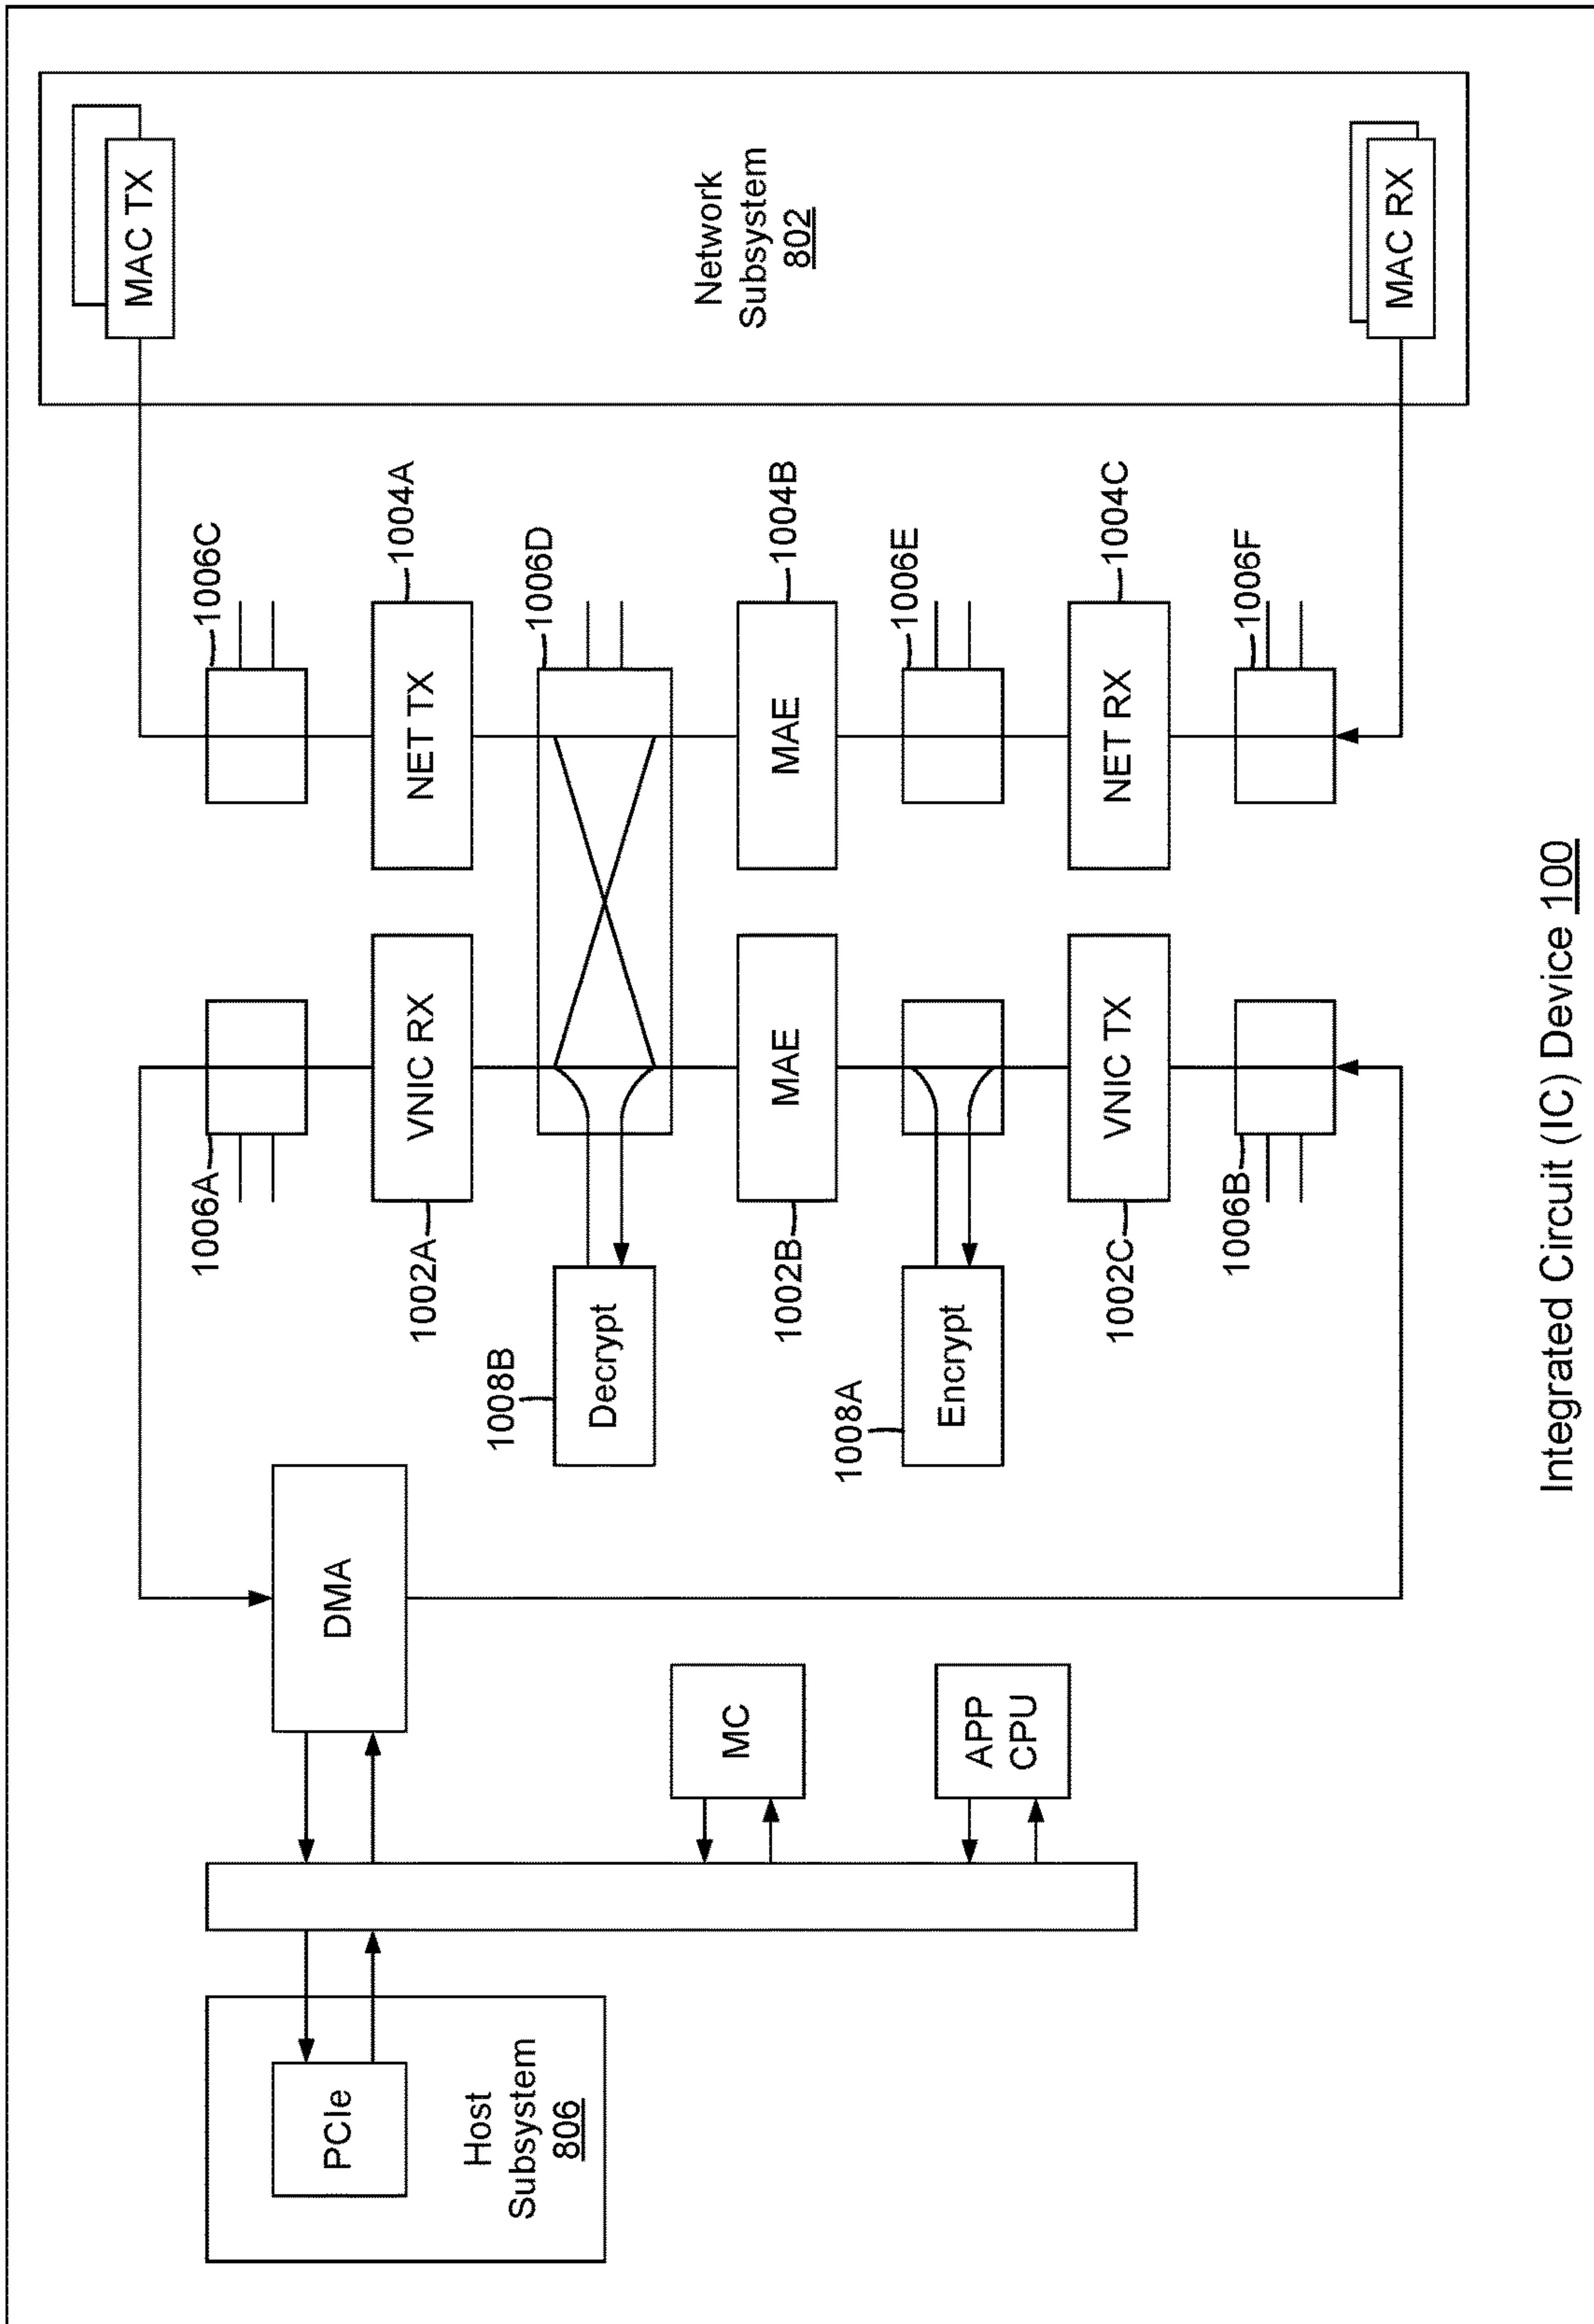 Host
Subsystem
806
PCIe
DMA
MC
APP
CPU
1008B
Decrypt
1008A
Encrypt
1006A
1002A
VNIC RX
1002B
MAE
1002C
VNIC TX
1006B
1006C
1004A
NET TX
1006D
1004B
MAE
1006E
1004C
NET RX
1006F
MAC TX
Network
Subsystem
802
MAC RX
Integrated Circuit (IC) Device 100